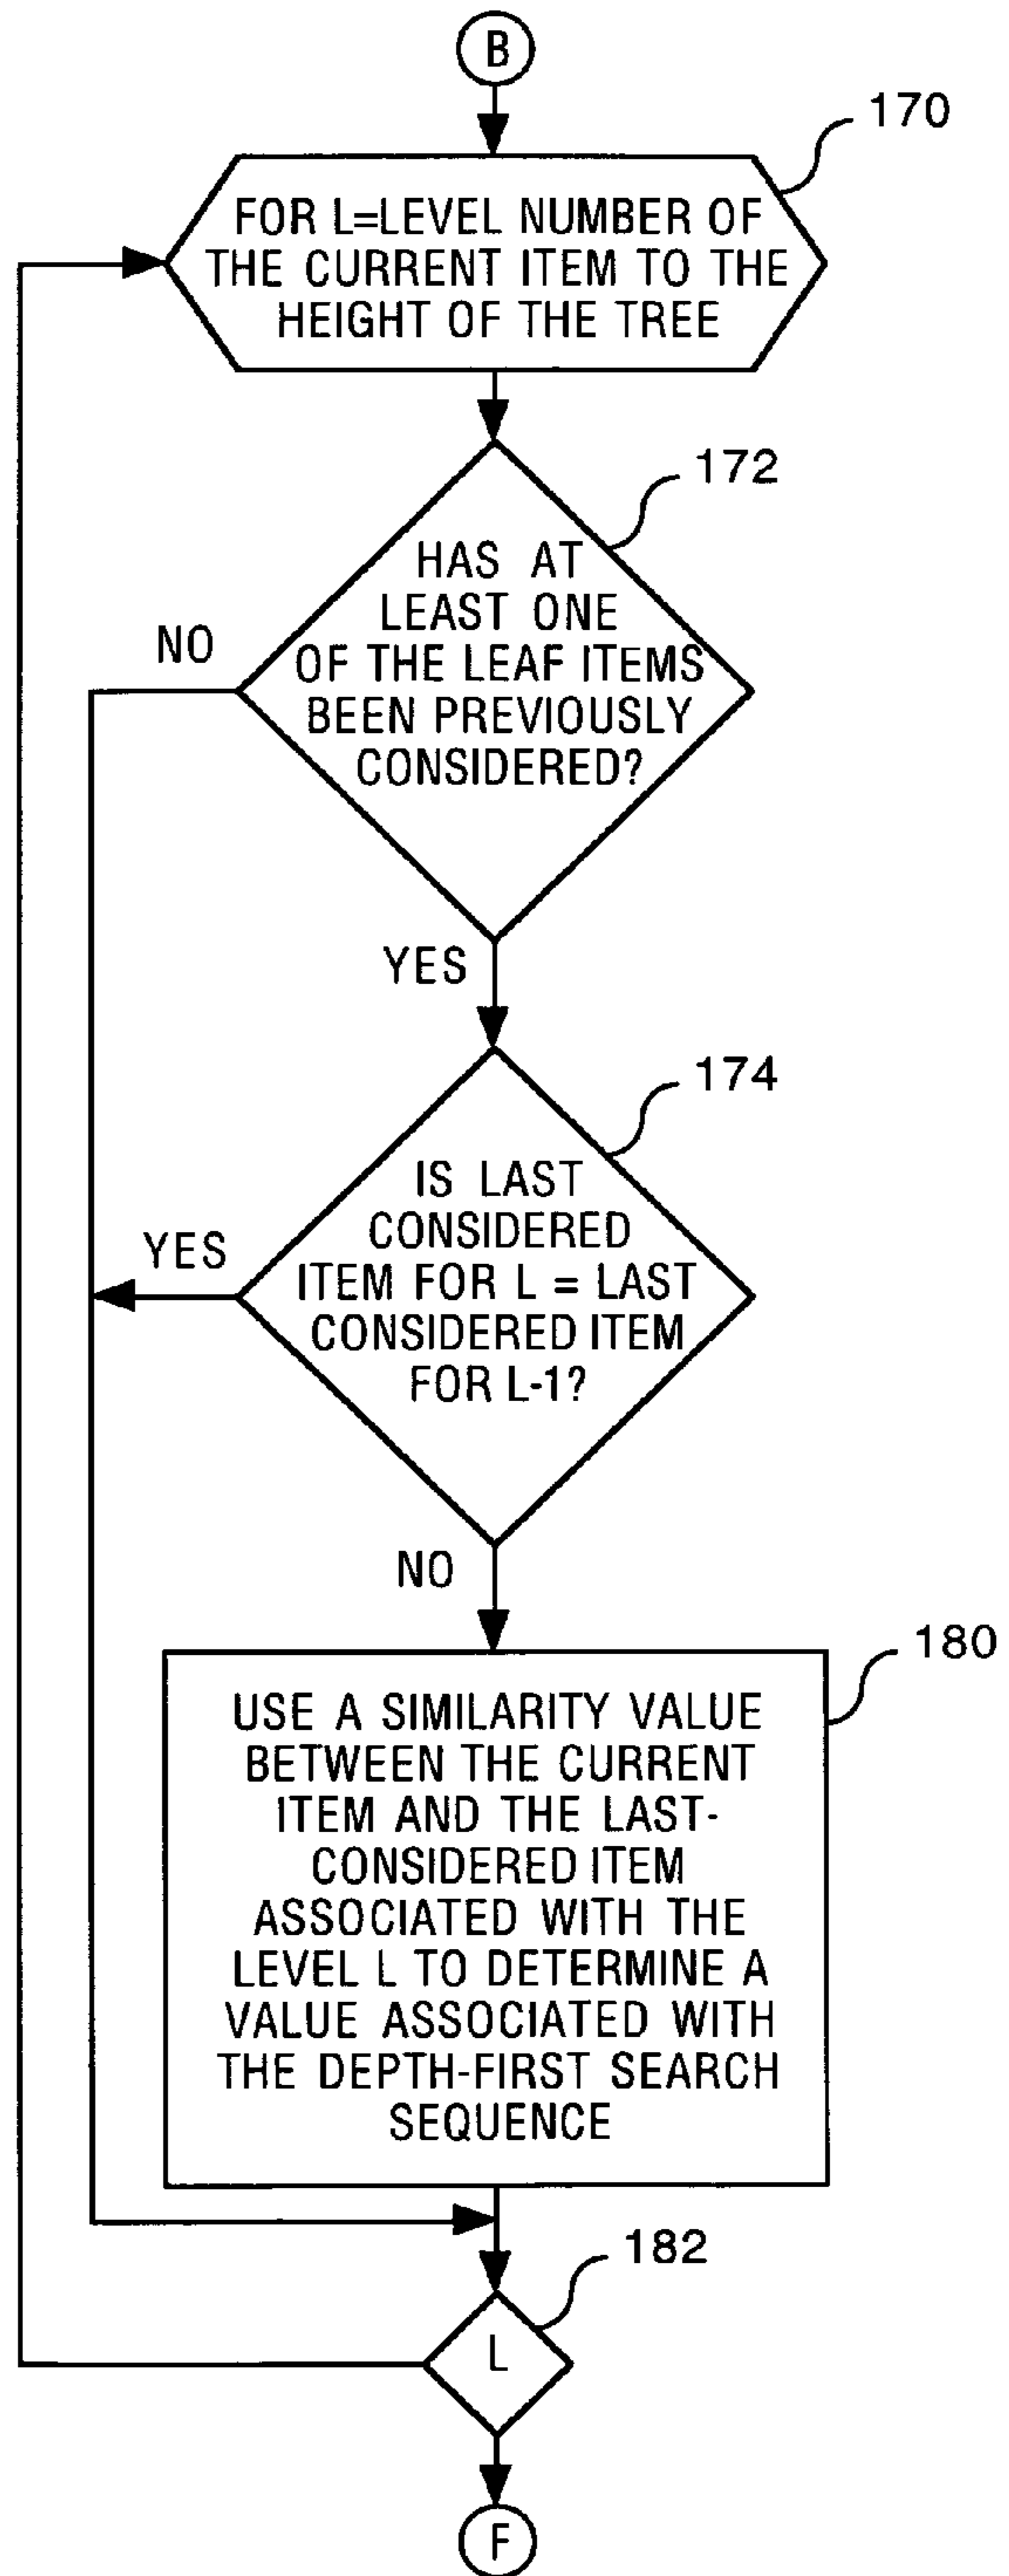 B
170
FOR L=LEVEL NUMBER OF
THE CURRENT ITEM TO THE
HEIGHT OF THE TREE
172
HAS AT
LEAST ONE
OF THE LEAF ITEMS
BEEN PREVIOUSLY
CONSIDERED?
NO
YES
174
IS LAST
CONSIDERED
ITEM FOR L = LAST
CONSIDERED ITEM
FOR L-1?
YES
NO
180
USE A SIMILARITY VALUE
BETWEEN THE CURRENT
ITEM AND THE LAST-
CONSIDERED ITEM
ASSOCIATED WITH THE
LEVEL L TO DETERMINE A
VALUE ASSOCIATED WITH
THE DEPTH-FIRST SEARCH
SEQUENCE
182
L
F